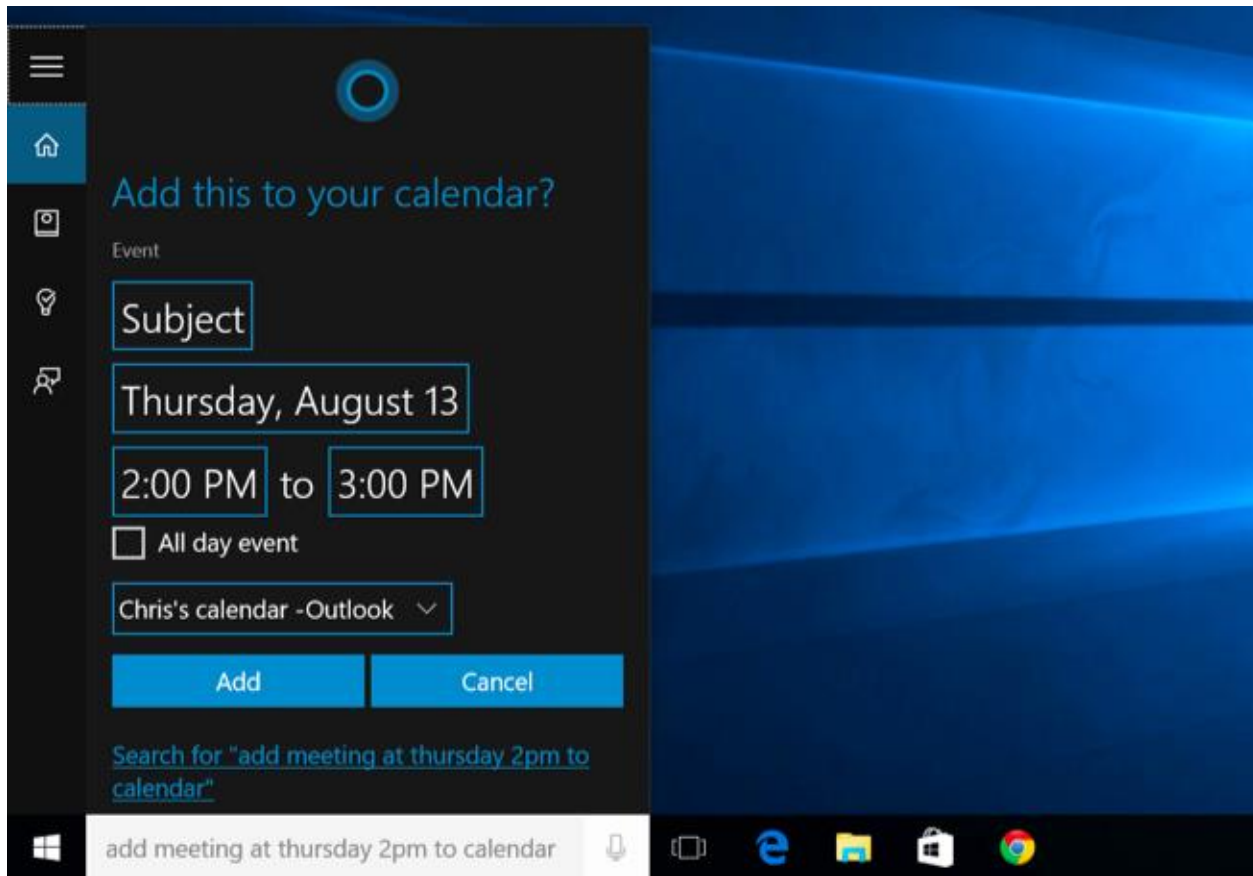 Add this to your calendar?
Event
Subject
Thursday, August 13
2:00 PM to 3:00 PM
All day event
Chris's calendar -Outlook
Add Cancel
Search for "add meeting at thursday 2pm to
calendar"
add meeting at thursday 2pm to calendar